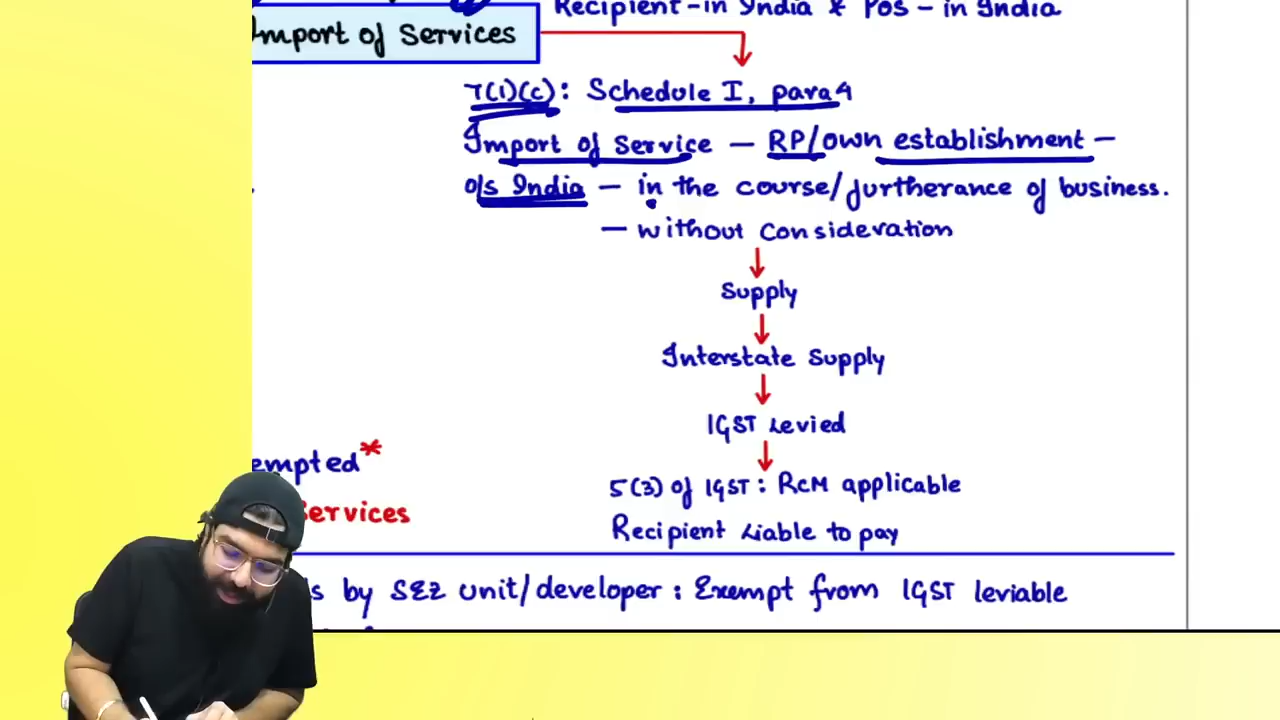 Recipient - in India & POS - in India
Import of Services
7(1)(c): Schedule I, para 4
Import of Service — RP/own establishment —
o/s India — in the course/furtherance of business.
— without Consideration
Supply
Interstate Supply
IGST Levied
empted*
5(3) of IGST: RCM applicable
ervices
Recipient Liable to pay
s by SEZ unit/developer: Exempt from IGST leviable